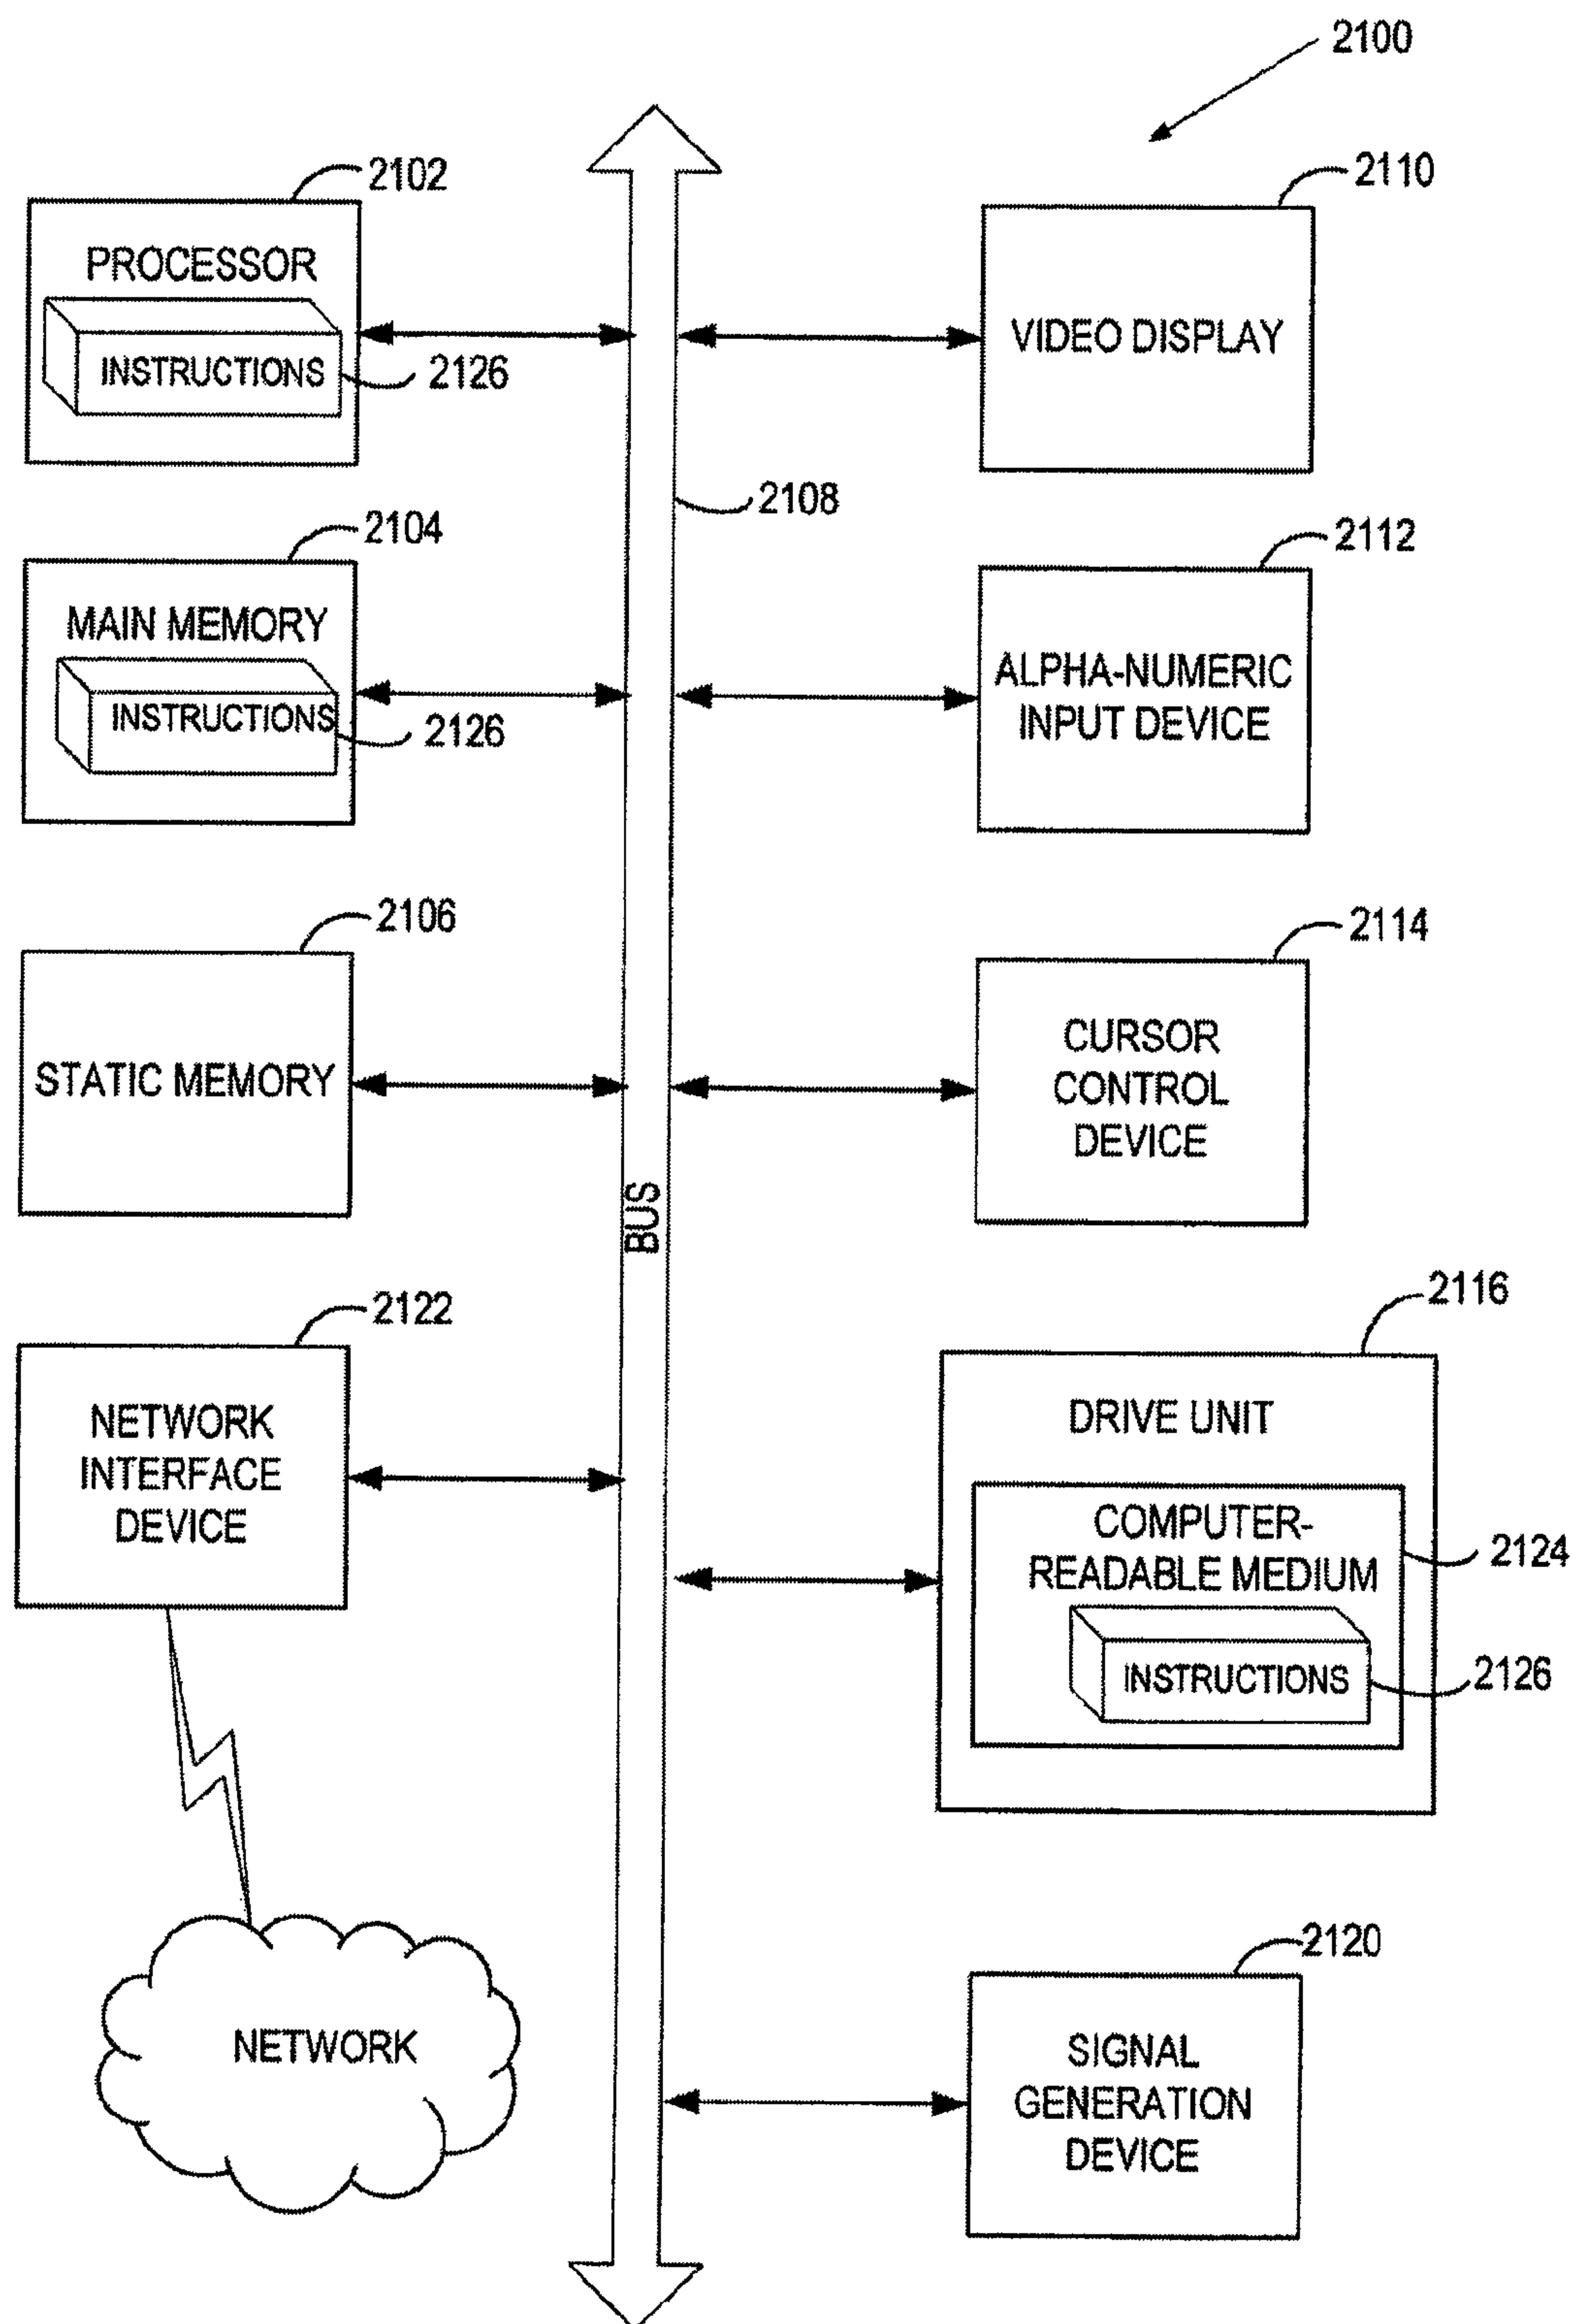 2100
2102
PROCESSOR
INSTRUCTIONS
2126
2104
MAIN MEMORY
INSTRUCTIONS
2126
2106
STATIC MEMORY
2122
NETWORK
INTERFACE
DEVICE
NETWORK
2108
BUS
2110
VIDEO DISPLAY
2112
ALPHA-NUMERIC
INPUT DEVICE
2114
CURSOR
CONTROL
DEVICE
2116
DRIVE UNIT
COMPUTER-
READABLE MEDIUM
2124
INSTRUCTIONS
2126
2120
SIGNAL
GENERATION
DEVICE